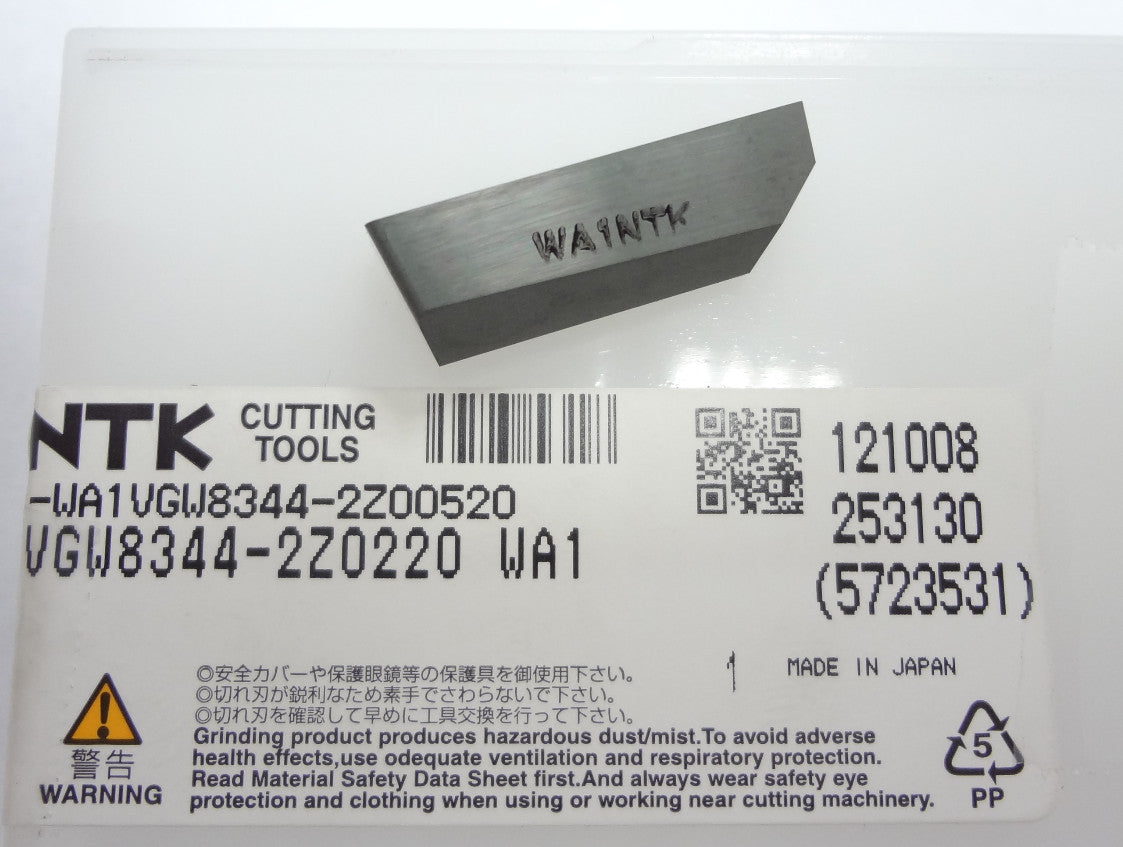 WA1NTK
NTK CUTTING TOOLS
-WA1VGW8344-2Z00520
VGW8344-2Z0220 WA1
121008
253130
(5723531)
1 MADE IN JAPAN
◎安全カバーや保護眼鏡等の保護具を御使用下さい。
◎切れ刃が鋭利なため素手でさわらないで下さい。
◎切れ刃を確認して早めに工具交換を行って下さい。
Grinding product produces hazardous dust/mist.To avoid adverse
health effects,use odequate ventilation and respiratory protection.
Read Material Safety Data Sheet first.And always wear safety eye
protection and clothing when using or working near cutting machinery.
警告
WARNING
5
PP